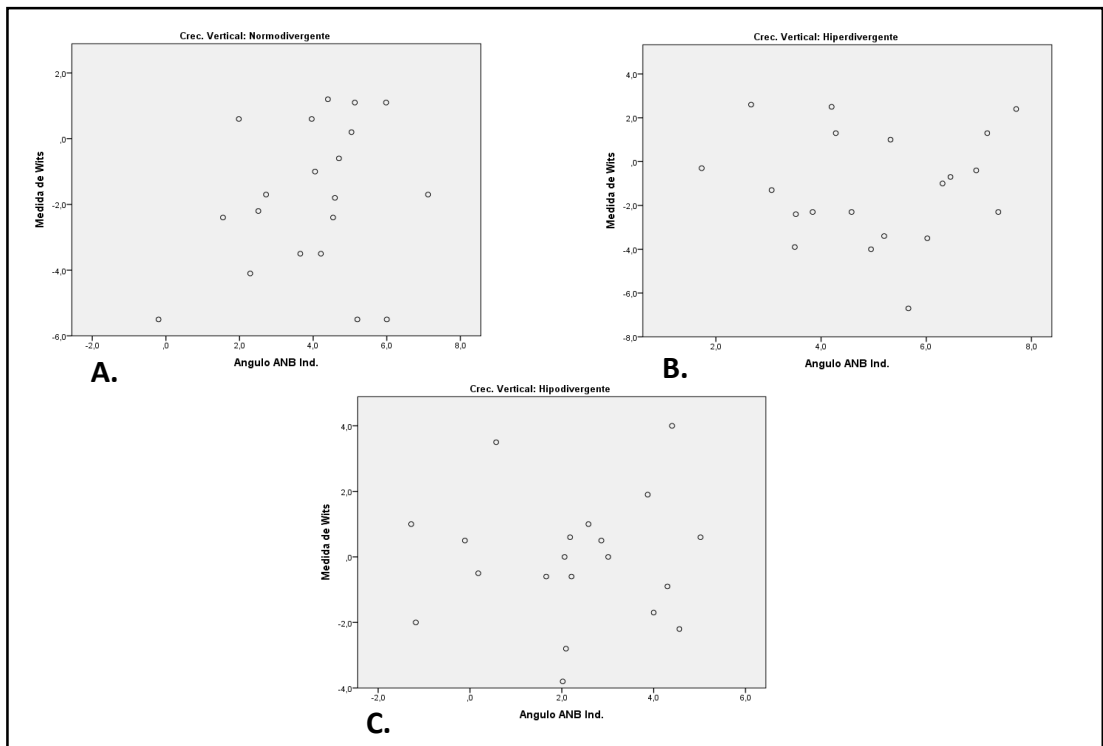 Crec. Vertical: Normodivergente
2,0
,0
-2,0
-4,0
-6,0
Medida de Wits
-2,0 ,0 2,0 4,0 6,0 8,0
Angulo ANB Ind.
A.
Crec. Vertical: Hiperdivergente
4,0
2,0
,0
-2,0
-4,0
-6,0
-8,0
Medida de Wits
2,0 4,0 6,0 8,0
Angulo ANB Ind.
B.
Crec. Vertical: Hipodivergente
4,0
2,0
,0
-2,0
-4,0
Medida de Wits
-2,0 ,0 2,0 4,0 6,0
Angulo ANB Ind.
C.